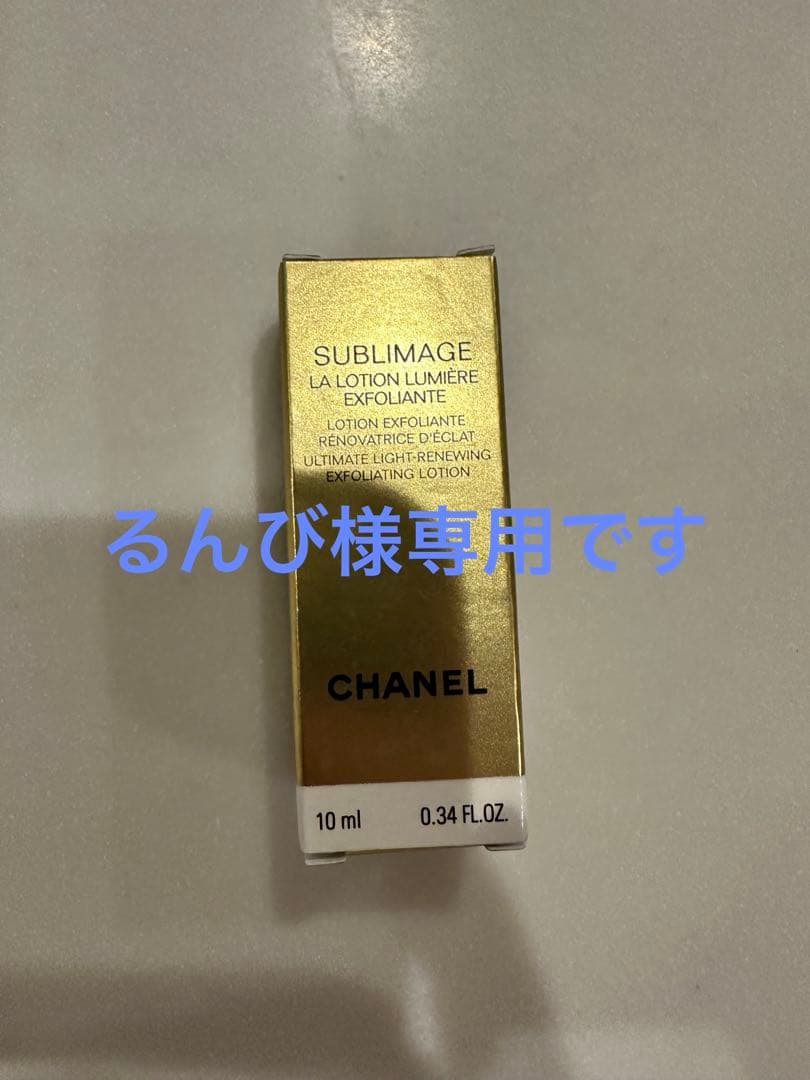 SUBLIMAGE
LA LOTION LUMIÈRE
EXFOLIANTE
LOTION EXFOLIANTE
RÉNOVATRICE D'ÉCLAT
ULTIMATE LIGHT-RENEWING
EXFOLIATING LOTION
るんび様専用です
CHANEL
10 ml 0.34 FL.OZ.